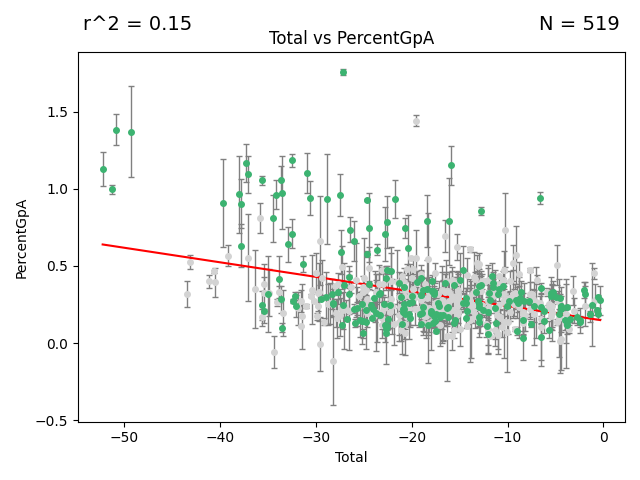 r^2 = 0.15 N = 519
Total vs PercentGpA
1.5
1.0
0.5
0.0
−0.5
PercentGpA
−50 −40 −30 −20 −10 0
Total